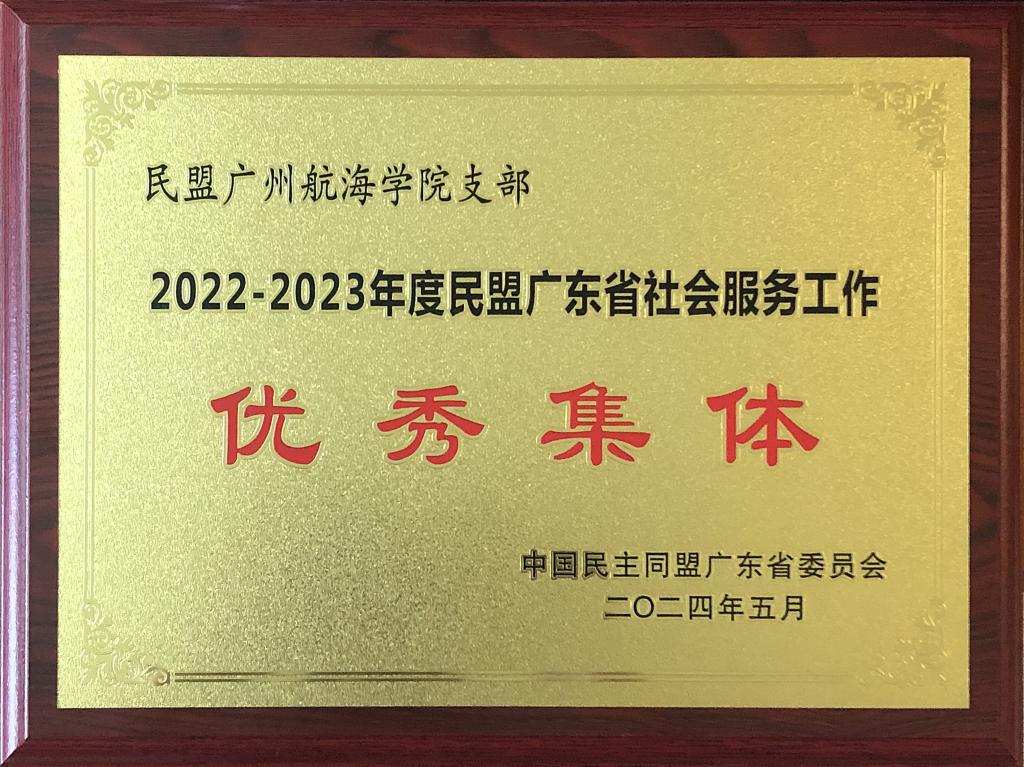 民盟广州航海学院支部
2022-2023年度民盟广东省社会服务工作
优秀集体
中国民主同盟广东省委员会
二〇二四年五月